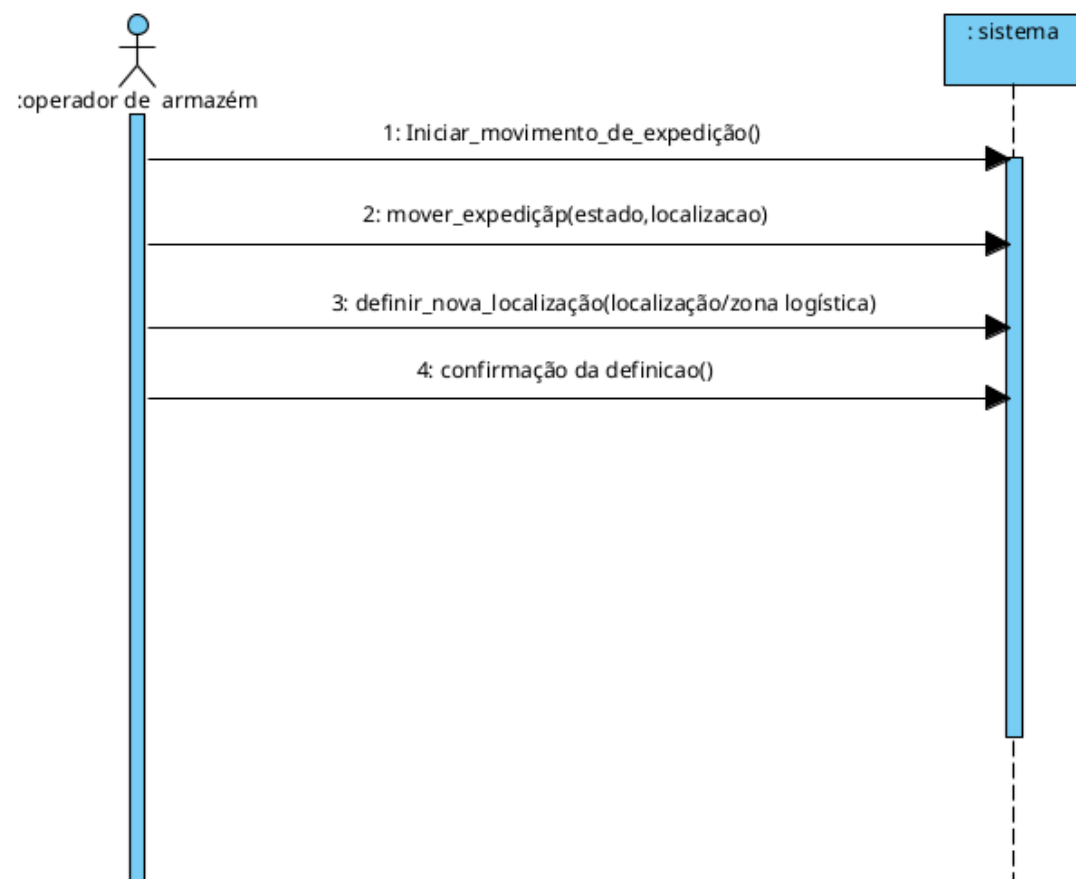 : sistema
:operador de  armazém
1: Iniciar_movimento_de_expedição()
2: mover_expediçãp(estado,localizacao)
3: definir_nova_localização(localização/zona logística)
4: confirmação da definicao()